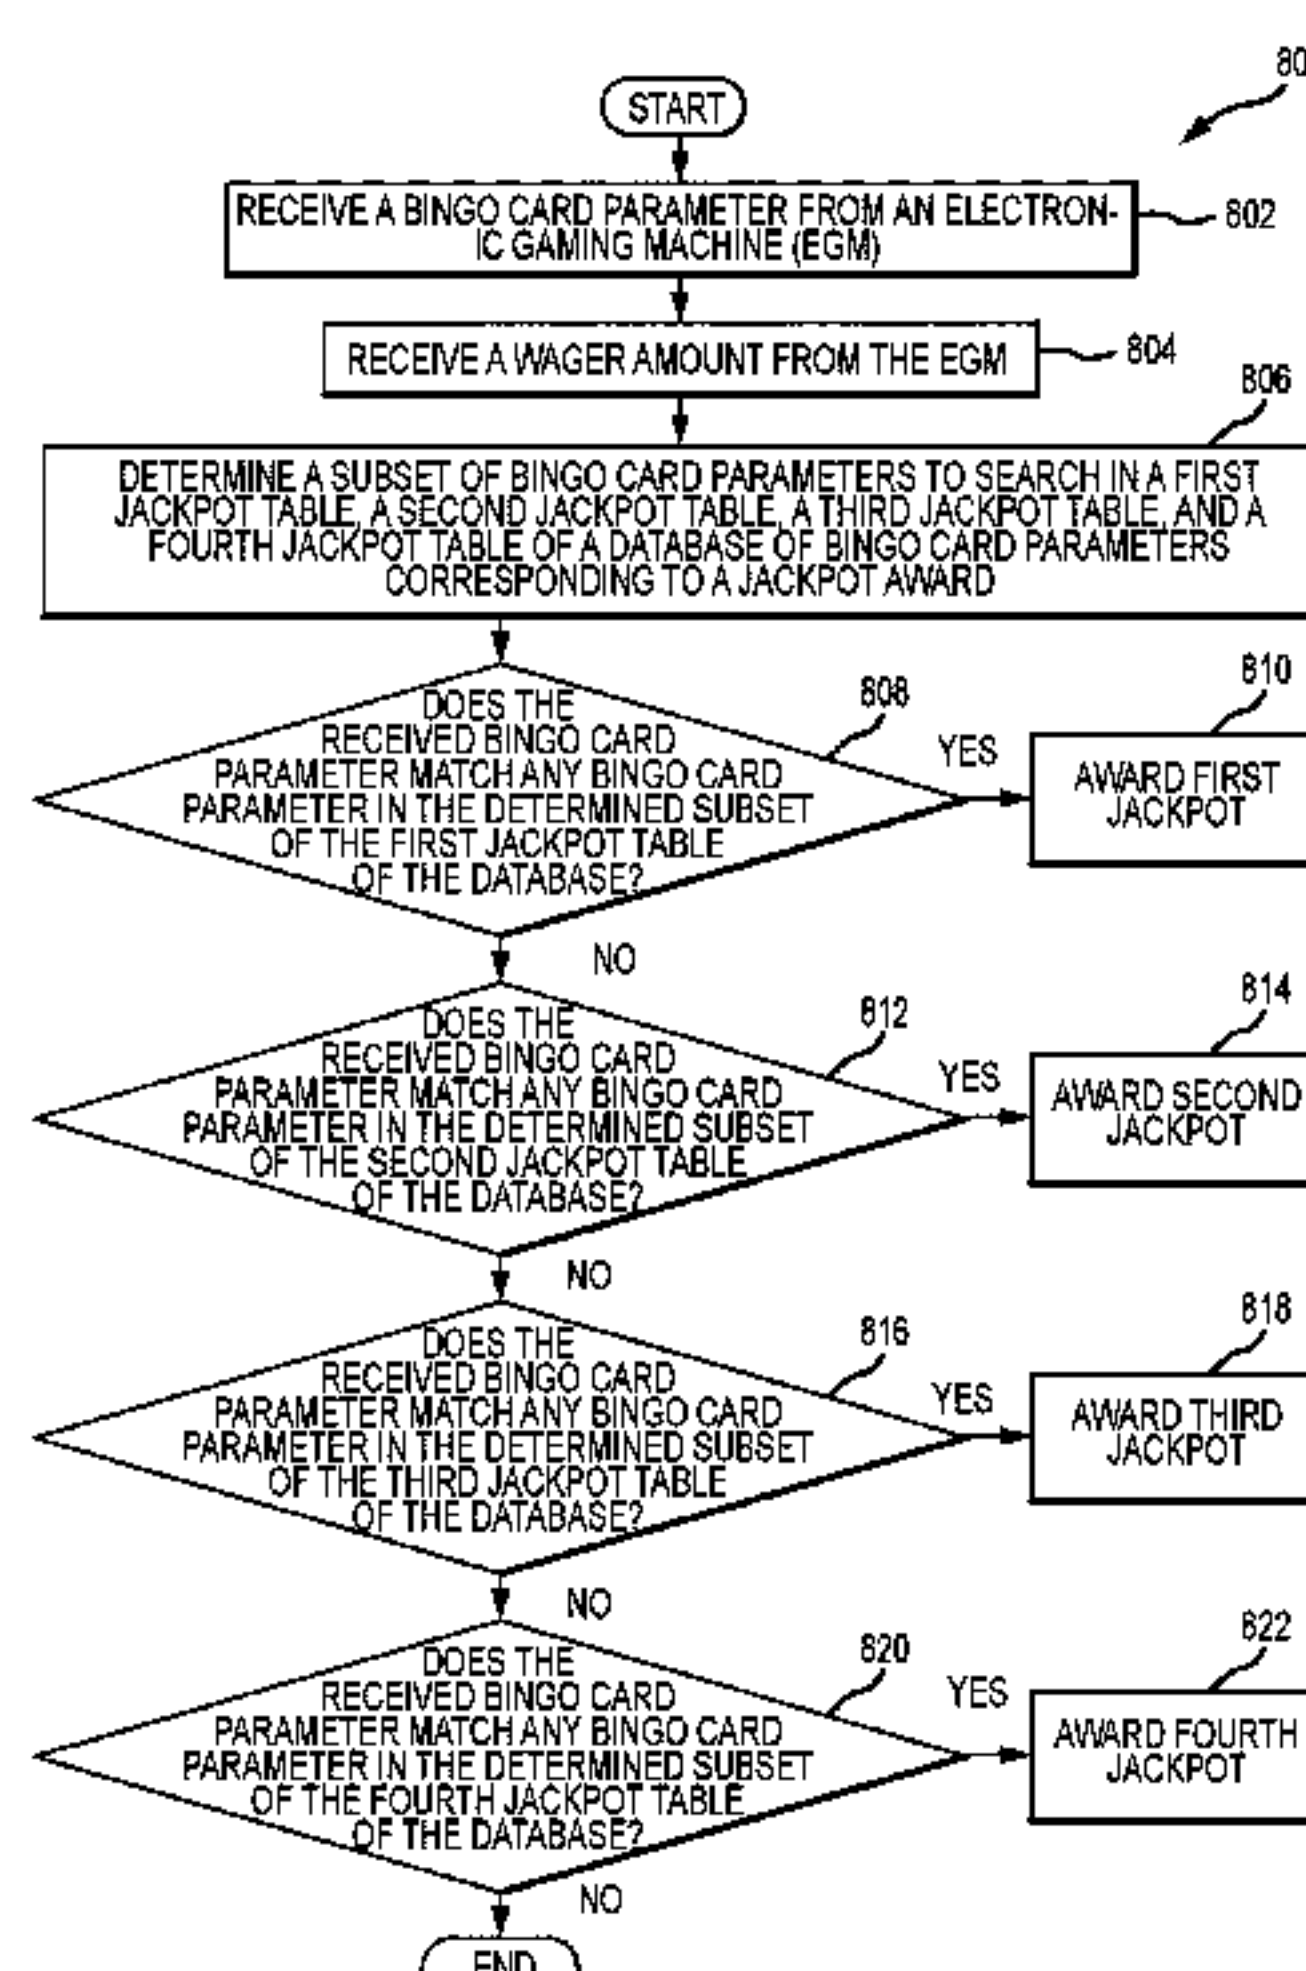 80
START
RECEIVE A BINGO CARD PARAMETER FROM AN ELECTRON-
IC GAMING MACHINE (EGM)
802
RECEIVE A WAGER AMOUNT FROM THE EGM
804
806
DETERMINE A SUBSET OF BINGO CARD PARAMETERS TO SEARCH IN A FIRST
JACKPOT TABLE, A SECOND JACKPOT TABLE, A THIRD JACKPOT TABLE, AND A
FOURTH JACKPOT TABLE OF A DATABASE OF BINGO CARD PARAMETERS
CORRESPONDING TO A JACKPOT AWARD
DOES THE
RECEIVED BINGO CARD
PARAMETER MATCH ANY BINGO CARD
PARAMETER IN THE DETERMINED SUBSET
OF THE FIRST JACKPOT TABLE
OF THE DATABASE?
808
YES
810
AWARD FIRST
JACKPOT
NO
DOES THE
RECEIVED BINGO CARD
PARAMETER MATCH ANY BINGO CARD
PARAMETER IN THE DETERMINED SUBSET
OF THE SECOND JACKPOT TABLE
OF THE DATABASE?
812
YES
814
AWARD SECOND
JACKPOT
NO
DOES THE
RECEIVED BINGO CARD
PARAMETER MATCH ANY BINGO CARD
PARAMETER IN THE DETERMINED SUBSET
OF THE THIRD JACKPOT TABLE
OF THE DATABASE?
816
YES
818
AWARD THIRD
JACKPOT
NO
DOES THE
RECEIVED BINGO CARD
PARAMETER MATCH ANY BINGO CARD
PARAMETER IN THE DETERMINED SUBSET
OF THE FOURTH JACKPOT TABLE
OF THE DATABASE?
820
YES
822
AWARD FOURTH
JACKPOT
NO
END